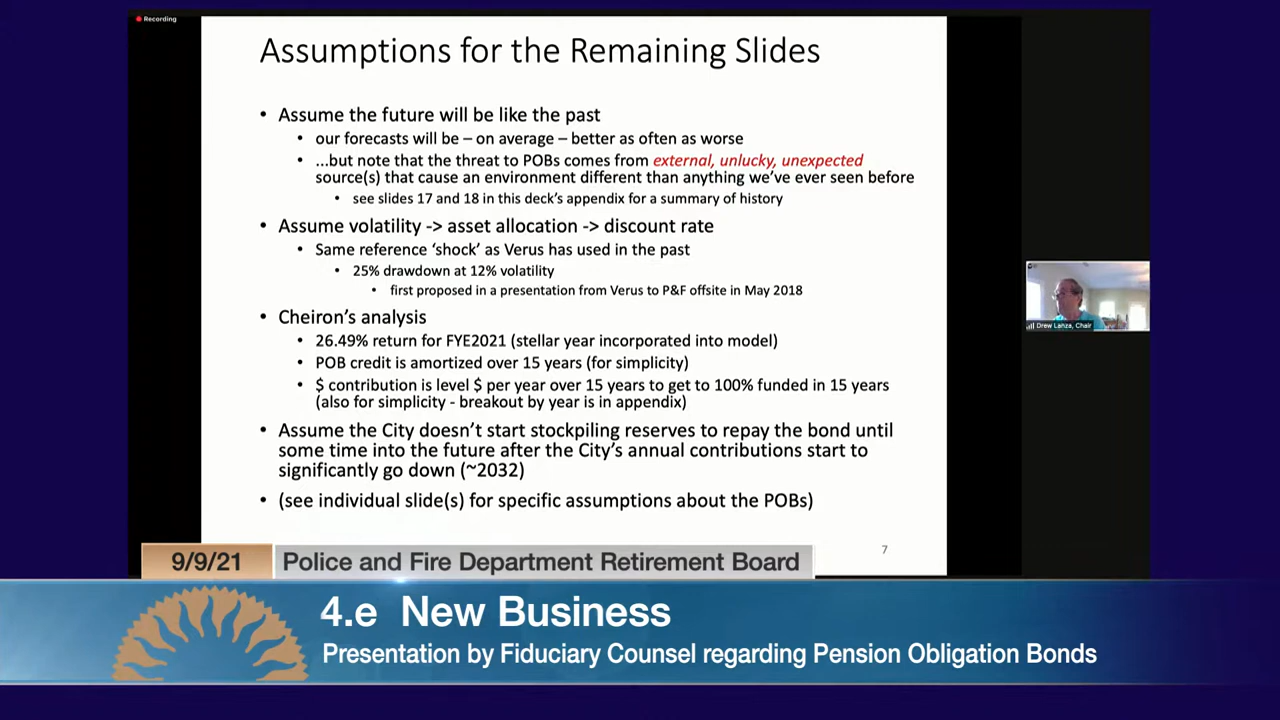 Recording
Assumptions for the Remaining Slides
• Assume the future will be like the past
• our forecasts will be – on average – better as often as worse
• ...but note that the threat to POBs comes from external, unlucky, unexpected
source(s) that cause an environment different than anything we've ever seen before
• see slides 17 and 18 in this deck's appendix for a summary of history
• Assume volatility -> asset allocation -> discount rate
• Same reference 'shock' as Verus has used in the past
• 25% drawdown at 12% volatility
• first proposed in a presentation from Verus to P&F offsite in May 2018
• Cheiron's analysis
• 26.49% return for FYE2021 (stellar year incorporated into model)
• POB credit is amortized over 15 years (for simplicity)
• $ contribution is level $ per year over 15 years to get to 100% funded in 15 years
(also for simplicity - breakout by year is in appendix)
• Assume the City doesn't start stockpiling reserves to repay the bond until
some time into the future after the City's annual contributions start to
significantly go down (~2032)
• (see individual slide(s) for specific assumptions about the POBs)
7
Drew Lanza, Chair
9/9/21 Police and Fire Department Retirement Board
4.e New Business
Presentation by Fiduciary Counsel regarding Pension Obligation Bonds